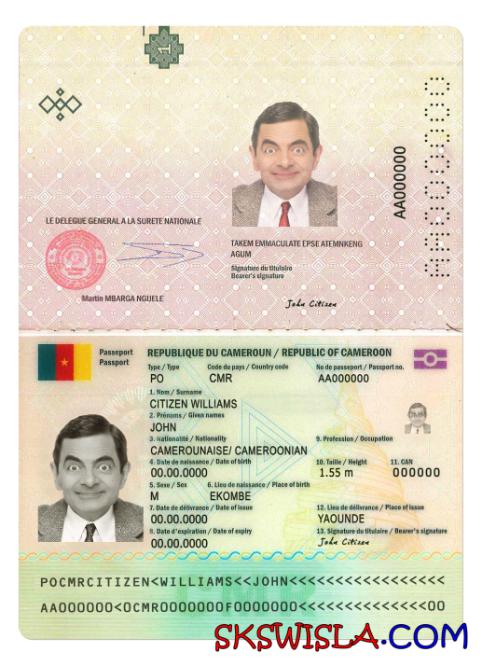 AA000000
AA000000
LE DELEGUE GENERAL A LA SURETE NATIONALE
TAKEM EMMACULATE EPSE ATEMNKENG
AGUM
Signature du titulaire
Bearer's signature
Martin MBARGA NGUELE
John Citizen
Passeport
Passport
REPUBLIQUE DU CAMEROUN / REPUBLIC OF CAMEROON
Type / Type Code du pays / Country code No de passeport / Passport no.
PO CMR AA000000
1. Nom / Surname
CITIZEN WILLIAMS
2. Prénoms / Given names
JOHN
3. Nationalité / Nationality 9. Profession / Occupation
CAMEROUNAISE/ CAMEROONIAN
4. Date de naissance / Date of birth 10. Taille / Height 11. CAN
00.00.0000 1.55 m 000000
5. Sexe / Sex 6. Lieu de naissance / Place of birth
M EKOMBE
7. Date de délivrance / Date of issue 12. Lieu de délivrance / Place of issue
00.00.0000 YAOUNDE
8. Date d'expiration / Date of expiry 13. Signature du titulaire / Bearer's signature
00.00.0000 John Citizen
POCMRCITIZEN<WILLIAMS<<JOHN<<<<<<<<<<<<<<<<<
AA000000<0CMR0000000F0000000<<<<<<<<<<<<<<00
CMR
SKSWISLA.COM